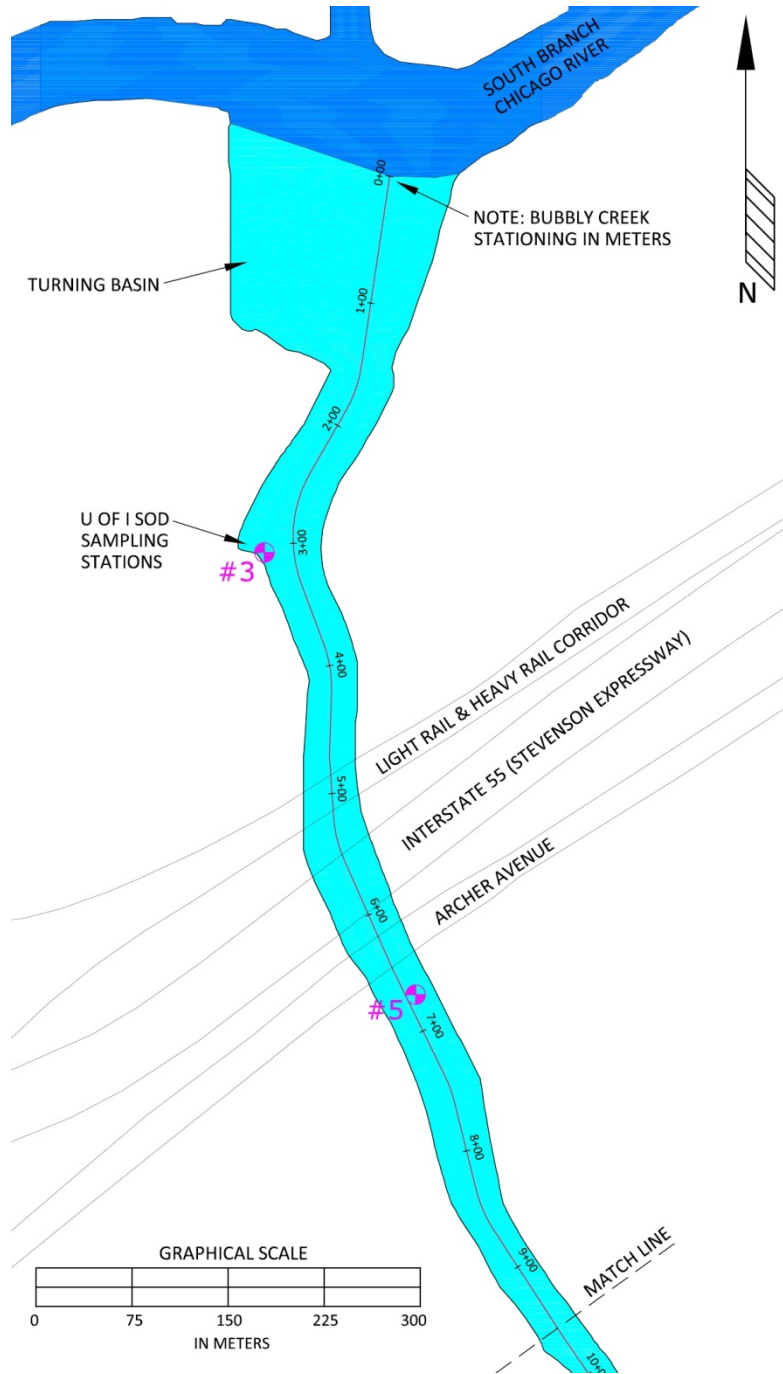 SOUTH BRANCH
CHICAGO RIVER
0+00
NOTE: BUBBLY CREEK
STATIONING IN METERS
N
TURNING BASIN
1+00
2+00
U OF I SOD
SAMPLING
STATIONS
3+00
#3
4+00
LIGHT RAIL & HEAVY RAIL CORRIDOR
INTERSTATE 55 (STEVENSON EXPRESSWAY)
5+00
ARCHER AVENUE
6+00
#5
7+00
8+00
GRAPHICAL SCALE
0 75 150 225 300
IN METERS
9+00
MATCH LINE
10+0